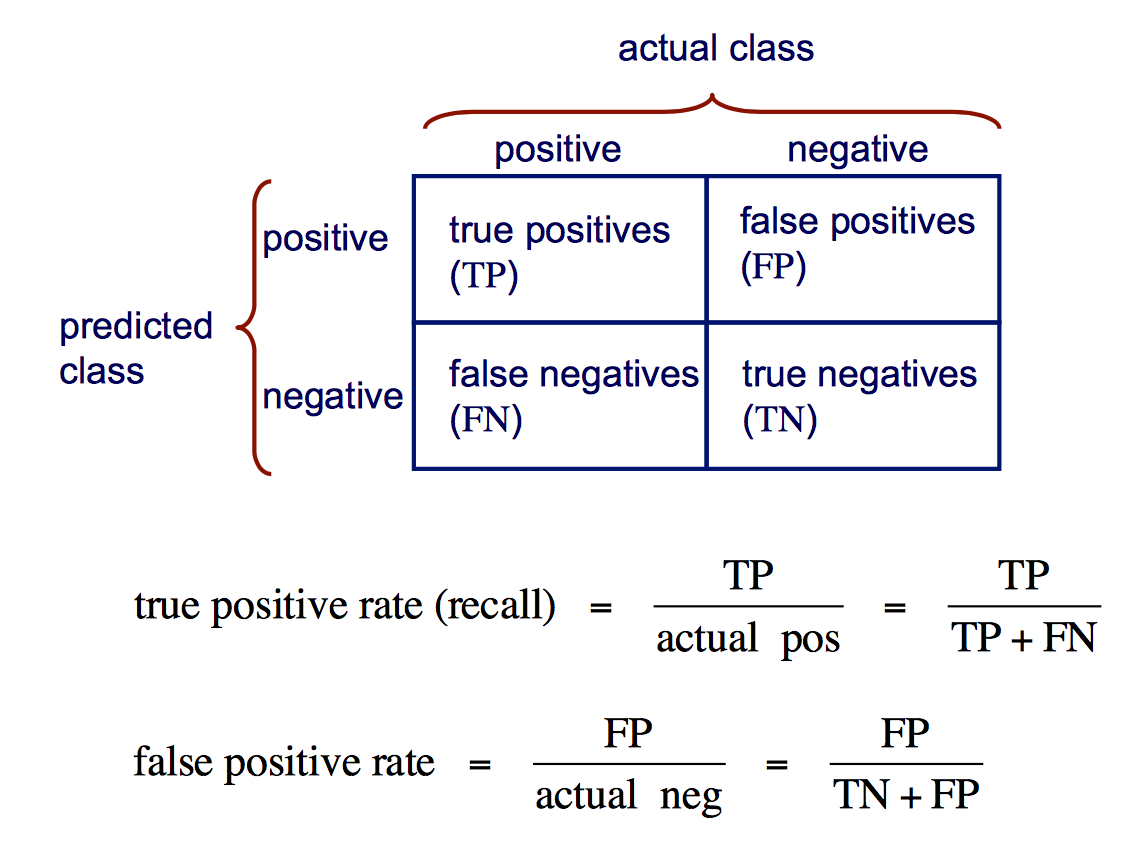 actual class
positive negative
positive
true positives
(TP)
false positives
(FP)
predicted
class
negative
false negatives
(FN)
true negatives
(TN)
true positive rate (recall) = TP / actual pos = TP / TP + FN
false positive rate = FP / actual neg = FP / TN + FP